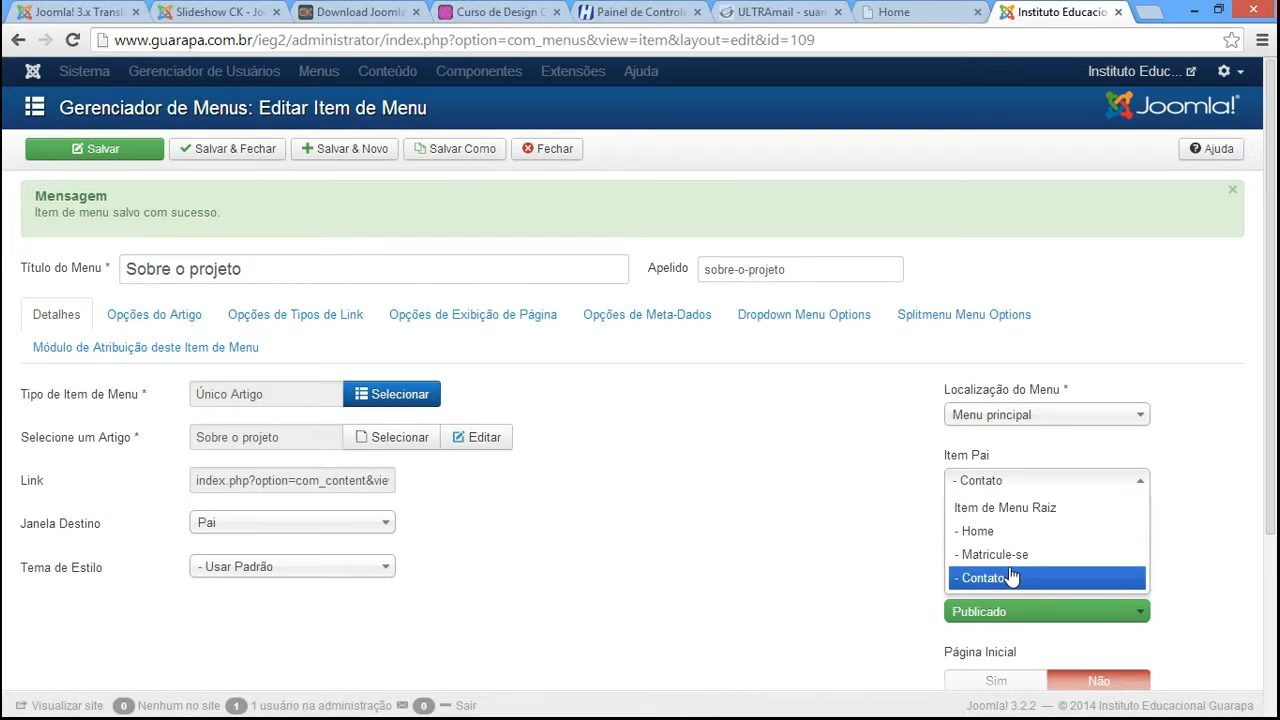 Joomla! 3.x Transl
Slideshow CK - Joo
Download Joomla
Curso de Design G
Painel de Controle
ULTRAmail - suan
Home
Instituto Educacio
www.guarapa.com.br/ieg2/administrator/index.php?option=com_menus&view=item&layout=edit&id=109
Sistema Gerenciador de Usuários Menus Conteúdo Componentes Extensões Ajuda
Instituto Educ...
Gerenciador de Menus: Editar Item de Menu
Joomla!
Salvar
Salvar & Fechar
Salvar & Novo
Salvar Como
Fechar
Ajuda
Mensagem
Item de menu salvo com sucesso.
Título do Menu *
Sobre o projeto
Apelido
sobre-o-projeto
Detalhes
Opções do Artigo
Opções de Tipos de Link
Opções de Exibição de Página
Opções de Meta-Dados
Dropdown Menu Options
Splitmenu Menu Options
Módulo de Atribuição deste Item de Menu
Tipo de Item de Menu *
Único Artigo
Selecionar
Selecione um Artigo *
Sobre o projeto
Selecionar
Editar
Link
index.php?option=com_content&vie
Janela Destino
Pai
Tema de Estilo
- Usar Padrão
Localização do Menu *
Menu principal
Item Pai
- Contato
Item de Menu Raiz
- Home
- Matricule-se
- Contato
Publicado
Página Inicial
Sim
Não
Visualizar site
0 Nenhum no site
1 1 usuário na administração
0
Sair
Joomla! 3.2.2 — © 2014 Instituto Educacional Guarapa